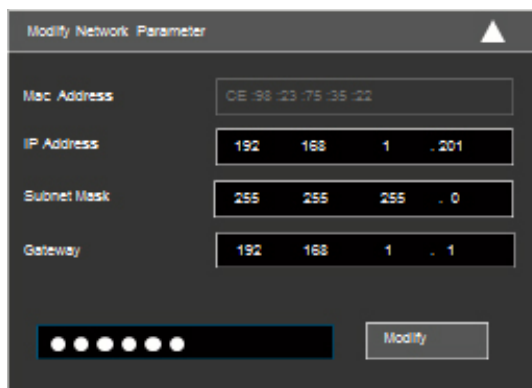 Modify Network Parameter
Mac Address CE :98 :23 :75 :35 :22
IP Address 192 168 1 . 201
Subnet Mask 255 255 255 . 0
Gateway 192 168 1 . 1
●●●●●● Modify